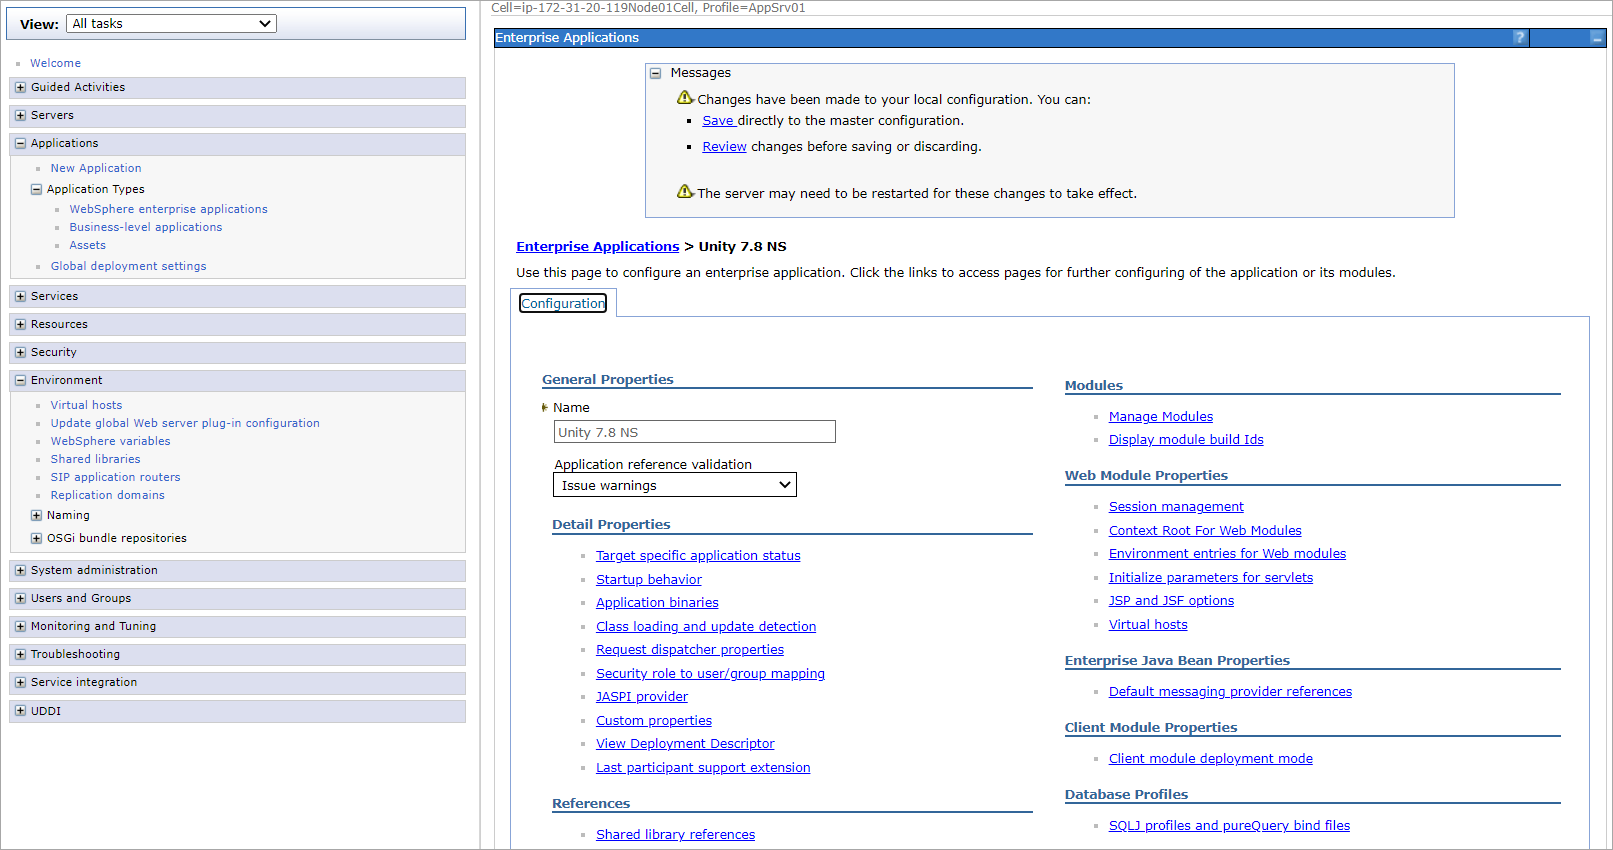 View: All tasks
Welcome
Guided Activities
Servers
Applications
New Application
Application Types
WebSphere enterprise applications
Business-level applications
Assets
Global deployment settings
Services
Resources
Security
Environment
Virtual hosts
Update global Web server plug-in configuration
WebSphere variables
Shared libraries
SIP application routers
Replication domains
Naming
OSGi bundle repositories
System administration
Users and Groups
Monitoring and Tuning
Troubleshooting
Service integration
UDDI
Cell=ip-172-31-20-119Node01Cell, Profile=AppSrv01
Enterprise Applications ?
Messages
Changes have been made to your local configuration. You can:
Save directly to the master configuration.
Review changes before saving or discarding.
The server may need to be restarted for these changes to take effect.
Enterprise Applications > Unity 7.8 NS
Use this page to configure an enterprise application. Click the links to access pages for further configuring of the application or its modules.
Configuration
General Properties
Name
Unity 7.8 NS
Application reference validation
Issue warnings
Detail Properties
Target specific application status
Startup behavior
Application binaries
Class loading and update detection
Request dispatcher properties
Security role to user/group mapping
JASPI provider
Custom properties
View Deployment Descriptor
Last participant support extension
References
Shared library references
Modules
Manage Modules
Display module build Ids
Web Module Properties
Session management
Context Root For Web Modules
Environment entries for Web modules
Initialize parameters for servlets
JSP and JSF options
Virtual hosts
Enterprise Java Bean Properties
Default messaging provider references
Client Module Properties
Client module deployment mode
Database Profiles
SQLJ profiles and pureQuery bind files